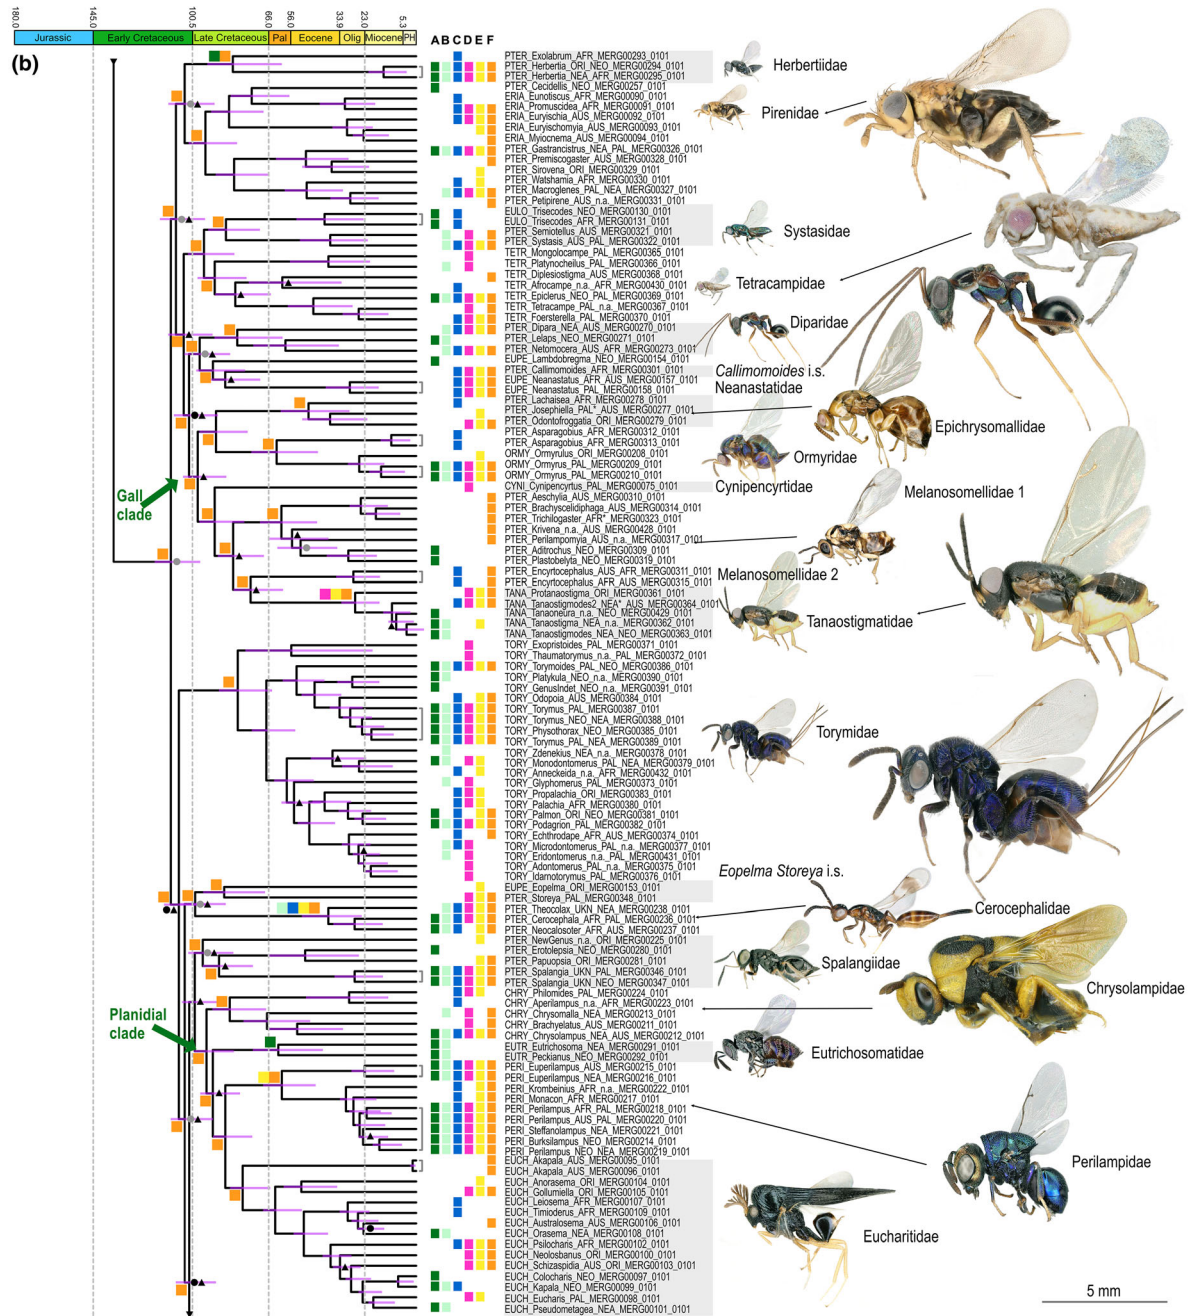 180.0
145.0
100.5
66.0
56.0
33.9
23.0
5.3
Jurassic
Early Cretaceous
Late Cretaceous
Pal
Eocene
Olig
Miocene
PH
A B C D E F
(b)
PTER_Exolabrum_AFR_MERG00293_0101
PTER_Herbertia_ORI_NEO_MERG00294_0101
PTER_Herbertia_NEA_AFR_MERG00295_0101
PTER_Cecidellis_NEO_MERG00257_0101
ERIA_Eunotiscus_AFR_MERG00090_0101
ERIA_Promuscidea_AFR_MERG00091_0101
ERIA_Euryischia_AUS_MERG00092_0101
ERIA_Euryischomyia_AUS_MERG00093_0101
ERIA_Myiocnema_AUS_MERG00094_0101
PTER_Gastrancistrus_NEA_PAL_MERG00326_0101
PTER_Premiscogaster_AUS_MERG00328_0101
PTER_Sirovena_ORI_MERG00329_0101
PTER_Watshamia_AFR_MERG00330_0101
PTER_Macroglenes_PAL_NEA_MERG00327_0101
PTER_Petipirene_AUS_n.a._MERG00331_0101
EULO_Trisecodes_NEO_MERG00130_0101
EULO_Trisecodes_AFR_MERG00131_0101
PTER_Semiotellus_AUS_MERG00321_0101
PTER_Systasis_AUS_PAL_MERG00322_0101
TETR_Mongolocampe_PAL_MERG00365_0101
TETR_Platynocheilus_PAL_MERG00366_0101
TETR_Diplesiostigma_AUS_MERG00368_0101
TETR_Afrocampe_n.a._AFR_MERG00430_0101
TETR_Epiclerus_NEO_PAL_MERG00369_0101
TETR_Tetracampe_PAL_n.a._MERG00367_0101
TETR_Foersterella_PAL_MERG00370_0101
PTER_Dipara_NEA_AUS_MERG00270_0101
PTER_Lelaps_NEO_MERG00271_0101
PTER_Netomocera_AUS_AFR_MERG00273_0101
EUPE_Lambdobregma_NEO_MERG00154_0101
PTER_Callimomoides_AFR_MERG00301_0101
EUPE_Neanastatus_AFR_AUS_MERG00157_0101
EUPE_Neanastatus_PAL_MERG00158_0101
PTER_Lachaisea_AFR_MERG00278_0101
PTER_Josephiella_PAL*_AUS_MERG00277_0101
PTER_Odontofroggatia_ORI_MERG00279_0101
PTER_Asparagobius_AFR_MERG00312_0101
PTER_Asparagobius_AFR_MERG00313_0101
ORMY_Ormyrulus_ORI_MERG00208_0101
ORMY_Ormyrus_PAL_MERG00209_0101
ORMY_Ormyrus_PAL_MERG00210_0101
CYNI_Cynipencyrtus_PAL_MERG00075_0101
PTER_Aeschylia_AUS_MERG00310_0101
PTER_Brachyscelidiphaga_AUS_MERG00314_0101
PTER_Trichilogaster_AFR*_MERG00323_0101
PTER_Krivena_n.a._AUS_MERG00428_0101
PTER_Perilampomyia_AUS_n.a._MERG00317_0101
PTER_Aditrochus_NEO_MERG00309_0101
PTER_Plastobelyta_NEO_MERG00319_0101
PTER_Encyrtocephalus_AUS_AFR_MERG00311_0101
PTER_Encyrtocephalus_AFR_AUS_MERG00315_0101
TANA_Protanaostigma_ORI_MERG00361_0101
TANA_Tanaostigmodes2_NEA*_AUS_MERG00364_0101
TANA_Tanaoneura_n.a._NEO_MERG00429_0101
TANA_Tanaostigma_NEA_n.a._MERG00362_0101
TANA_Tanaostigmodes_NEA_NEO_MERG00363_0101
TORY_Exopristoides_PAL_MERG00371_0101
TORY_Thaumatorymus_n.a._PAL_MERG00372_0101
TORY_Torymoides_PAL_NEO_MERG00386_0101
TORY_Platykula_NEO_n.a._MERG00390_0101
TORY_GenusIndet_NEO_n.a._MERG00391_0101
TORY_Odopoia_AUS_MERG00384_0101
TORY_Torymus_PAL_MERG00387_0101
TORY_Torymus_NEO_NEA_MERG00388_0101
TORY_Physothorax_NEO_MERG00385_0101
TORY_Torymus_PAL_NEA_MERG00389_0101
TORY_Zdenekius_NEA_n.a._MERG00378_0101
TORY_Monodontomerus_PAL_NEA_MERG00379_0101
TORY_Anneckeida_n.a._AFR_MERG00432_0101
TORY_Glyphomerus_PAL_MERG00373_0101
TORY_Propalachia_ORI_MERG00383_0101
TORY_Palachia_AFR_MERG00380_0101
TORY_Palmon_ORI_NEO_MERG00381_0101
TORY_Podagrion_PAL_MERG00382_0101
TORY_Echthrodape_AFR_AUS_MERG00374_0101
TORY_Microdontomerus_PAL_n.a._MERG00377_0101
TORY_Eridontomerus_n.a._PAL_MERG00431_0101
TORY_Adontomerus_PAL_n.a._MERG00375_0101
TORY_Idarnotorymus_PAL_MERG00376_0101
EUPE_Eopelma_ORI_MERG00153_0101
PTER_Storeya_PAL_MERG00348_0101
PTER_Theocolax_UKN_NEA_MERG00238_0101
PTER_Cerocephala_AFR_PAL_MERG00236_0101
PTER_Neocalosoter_AFR_AUS_MERG00237_0101
PTER_NewGenus_n.a._ORI_MERG00225_0101
PTER_Erotolepsia_NEO_MERG00280_0101
PTER_Papuopsia_ORI_MERG00281_0101
PTER_Spalangia_UKN_PAL_MERG00346_0101
PTER_Spalangia_UKN_NEO_MERG00347_0101
CHRY_Philomides_PAL_MERG00224_0101
CHRY_Aperilampus_n.a._AFR_MERG00223_0101
CHRY_Chrysomalla_NEA_MERG00213_0101
CHRY_Brachyelatus_AUS_MERG00211_0101
CHRY_Chrysolampus_NEA_AUS_MERG00212_0101
EUTR_Eutrichosoma_NEA_MERG00291_0101
EUTR_Peckianus_NEO_MERG00292_0101
PERI_Euperilampus_AUS_MERG00215_0101
PERI_Euperilampus_NEA_MERG00216_0101
PERI_Krombeinius_AFR_n.a._MERG00222_0101
PERI_Monacon_AFR_MERG00217_0101
PERI_Perilampus_AFR_PAL_MERG00218_0101
PERI_Perilampus_AUS_PAL_MERG00220_0101
PERI_Steffanolampus_NEA_MERG00221_0101
PERI_Burksilampus_NEO_MERG00214_0101
PERI_Perilampus_NEO_NEA_MERG00219_0101
EUCH_Akapala_AUS_MERG00095_0101
EUCH_Akapala_AUS_MERG00096_0101
EUCH_Anorasema_ORI_MERG00104_0101
EUCH_Gollumiella_ORI_MERG00105_0101
EUCH_Leiosema_AFR_MERG00107_0101
EUCH_Timioderus_AFR_MERG00109_0101
EUCH_Australosema_AUS_MERG00106_0101
EUCH_Orasema_NEA_MERG00108_0101
EUCH_Psilocharis_AFR_MERG00102_0101
EUCH_Neolosbanus_ORI_MERG00100_0101
EUCH_Schizaspidia_AUS_ORI_MERG00103_0101
EUCH_Colocharis_NEO_MERG00097_0101
EUCH_Kapala_NEO_MERG00099_0101
EUCH_Eucharis_PAL_MERG00098_0101
EUCH_Pseudometagea_NEA_MERG00101_0101
Gall
clade
Planidial
clade
Herbertiidae
Pirenidae
Systasidae
Tetracampidae
Diparidae
Callimomoides i.s.
Neanastatidae
Epichrysomallidae
Ormyridae
Cynipencyrtidae
Melanosomellidae 1
Melanosomellidae 2
Tanaostigmatidae
Torymidae
Eopelma Storeya i.s.
Cerocephalidae
Spalangiidae
Chrysolampidae
Eutrichosomatidae
Perilampidae
Eucharitidae
5 mm